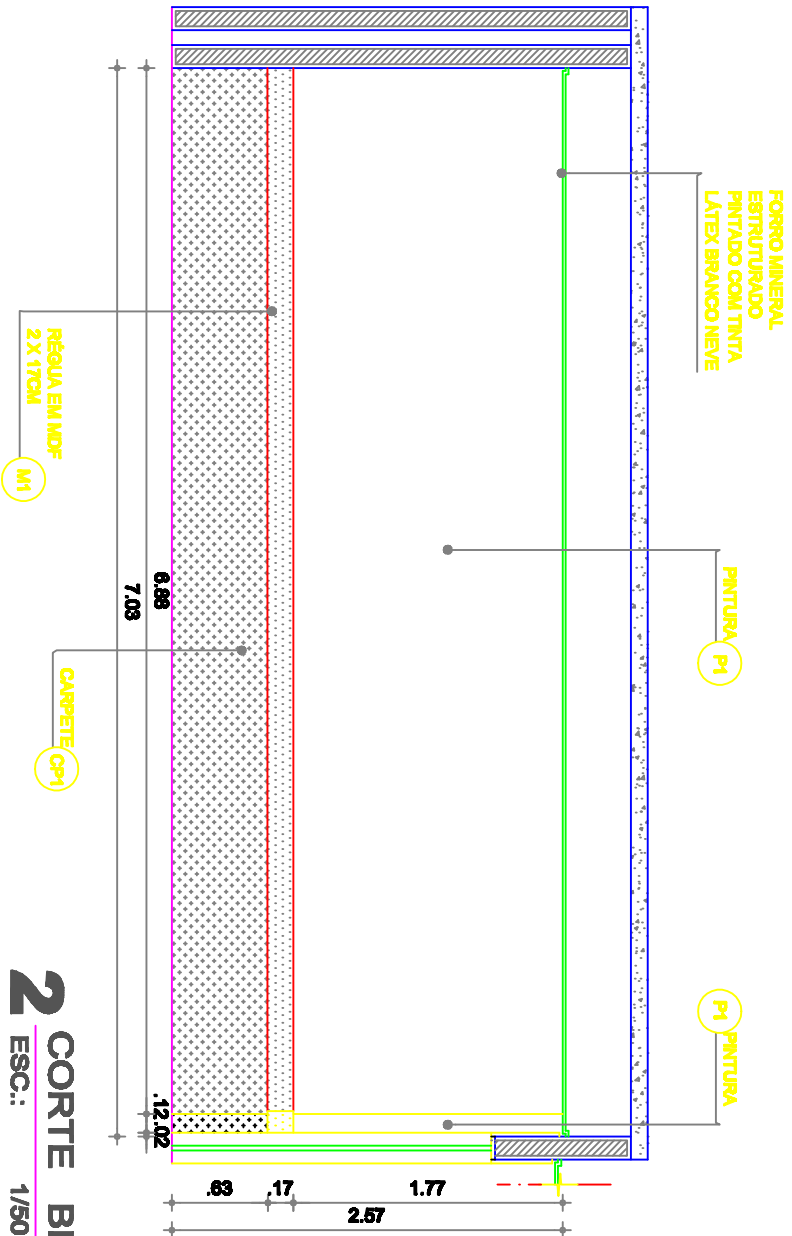 FORRO MINERAL
ESTRUTURADO
PINTADO COM TINTA
LÁTEX BRANCO NEVE
PINTURA
P1
P1
PINTURA
RÉGUA EM MDF
2 X 17CM
M1
CARPETE
CP1
6.88
.12
.02
7.03
1.77
.17
.63
2.57
2
CORTE
ESC.: 1/50